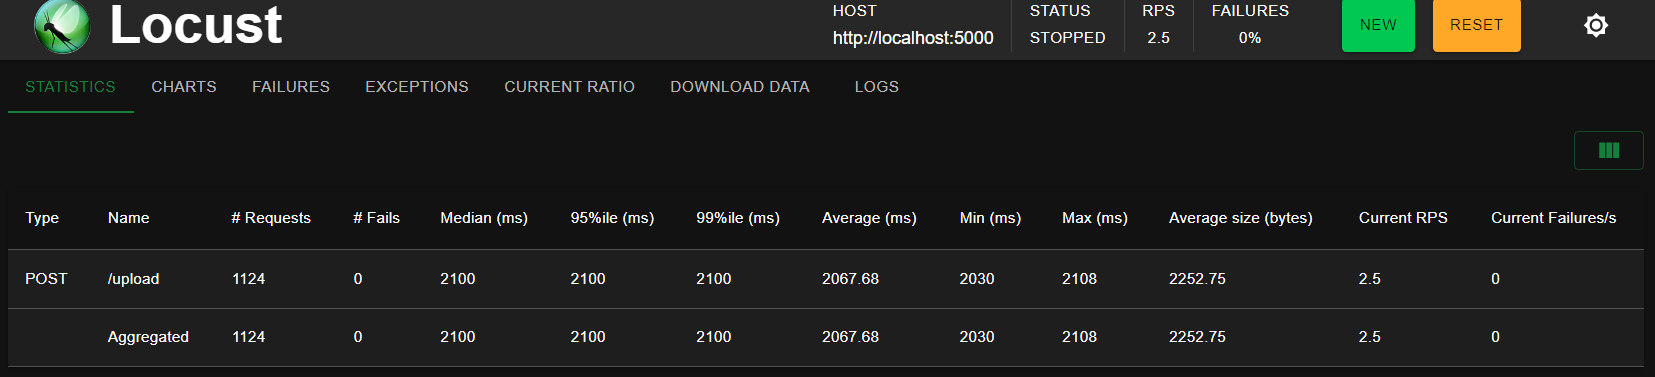 Locust
HOST
http://localhost:5000
STATUS
STOPPED
RPS
2.5
FAILURES
0%
NEW
RESET
STATISTICS CHARTS FAILURES EXCEPTIONS CURRENT RATIO DOWNLOAD DATA LOGS
Type Name # Requests # Fails Median (ms) 95%ile (ms) 99%ile (ms) Average (ms) Min (ms) Max (ms) Average size (bytes) Current RPS Current Failures/s
POST /upload 1124 0 2100 2100 2100 2067.68 2030 2108 2252.75 2.5 0
Aggregated 1124 0 2100 2100 2100 2067.68 2030 2108 2252.75 2.5 0